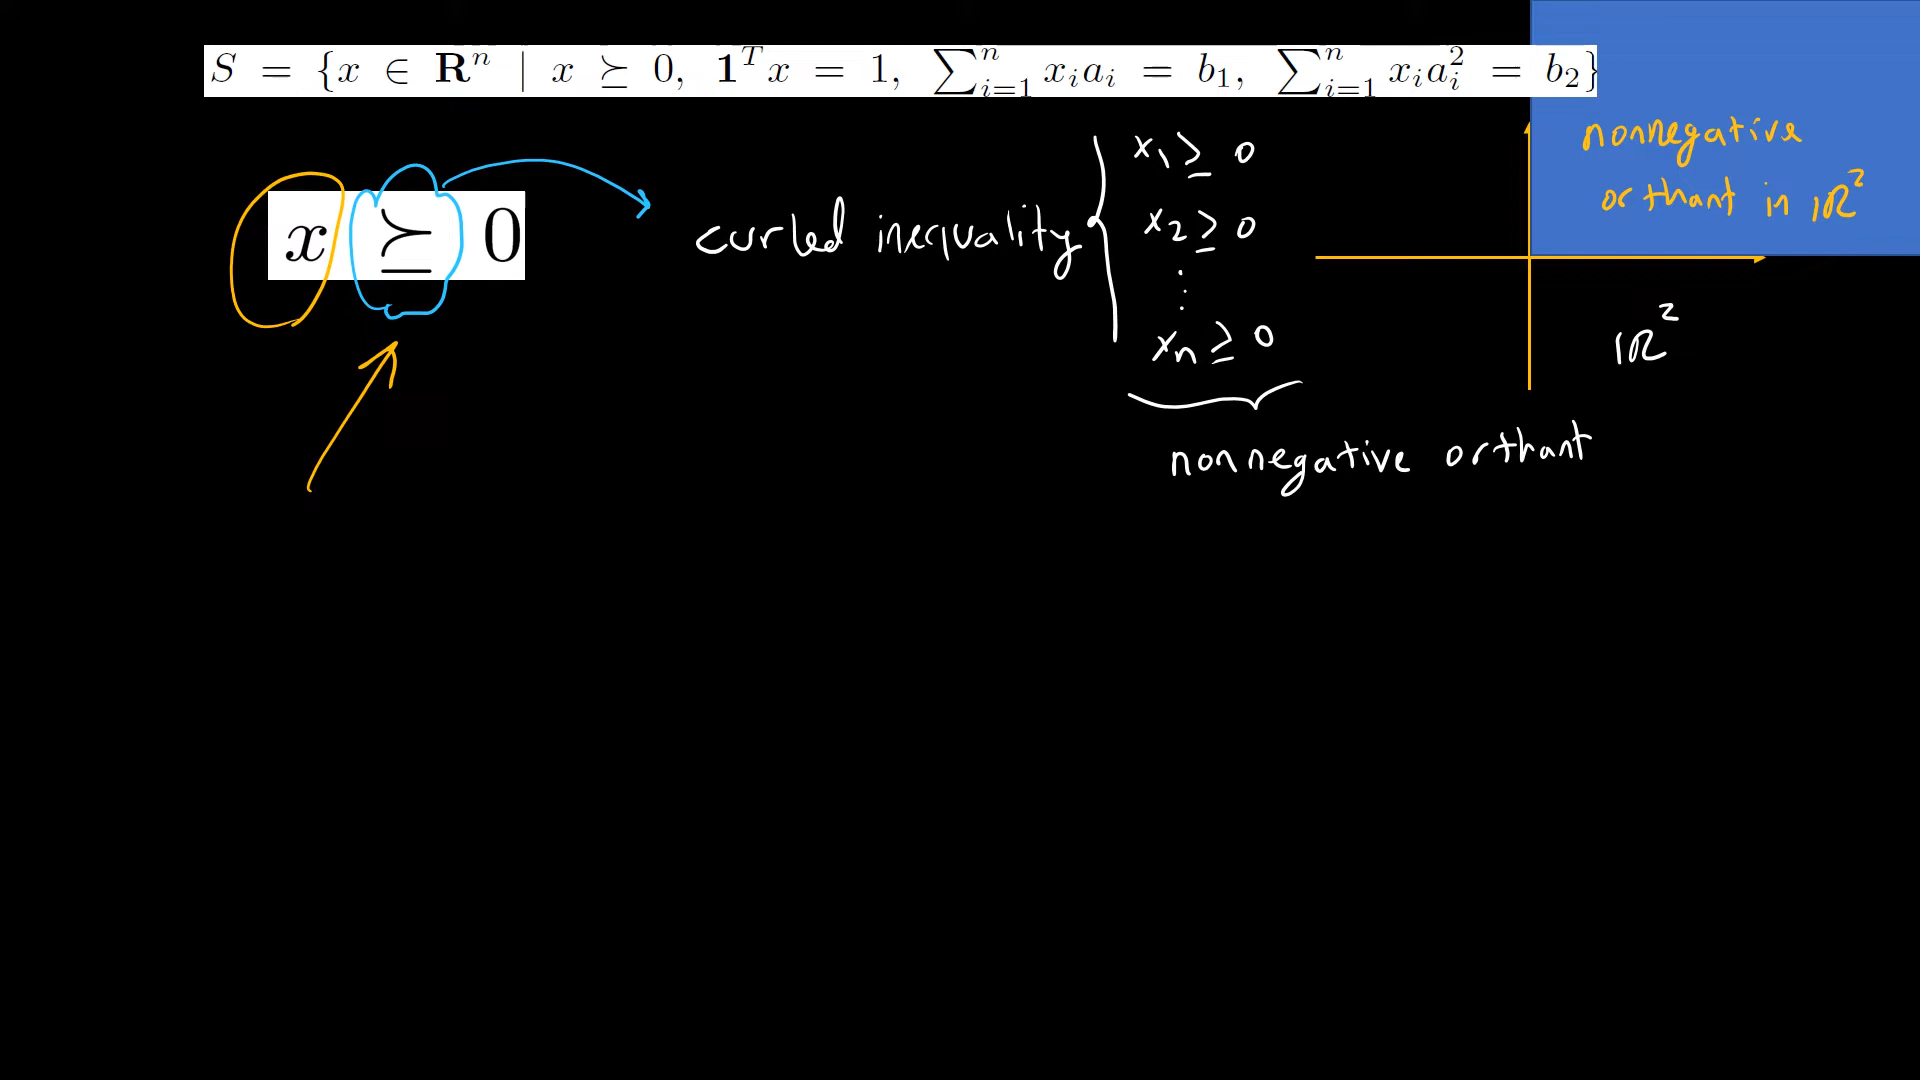 S = {x ∈ Rⁿ | x ⪰ 0, 1ᵀx = 1, ∑ⁿᵢ₌₁ xᵢaᵢ = b₁, ∑ⁿᵢ₌₁ xᵢaᵢ² = b₂}
x ⪰ 0
curled inequality
x₁ ≥ 0
x₂ ≥ 0
⋮
xₙ ≥ 0
nonnegative orthant
nonnegative
orthant in ℝ²
ℝ²